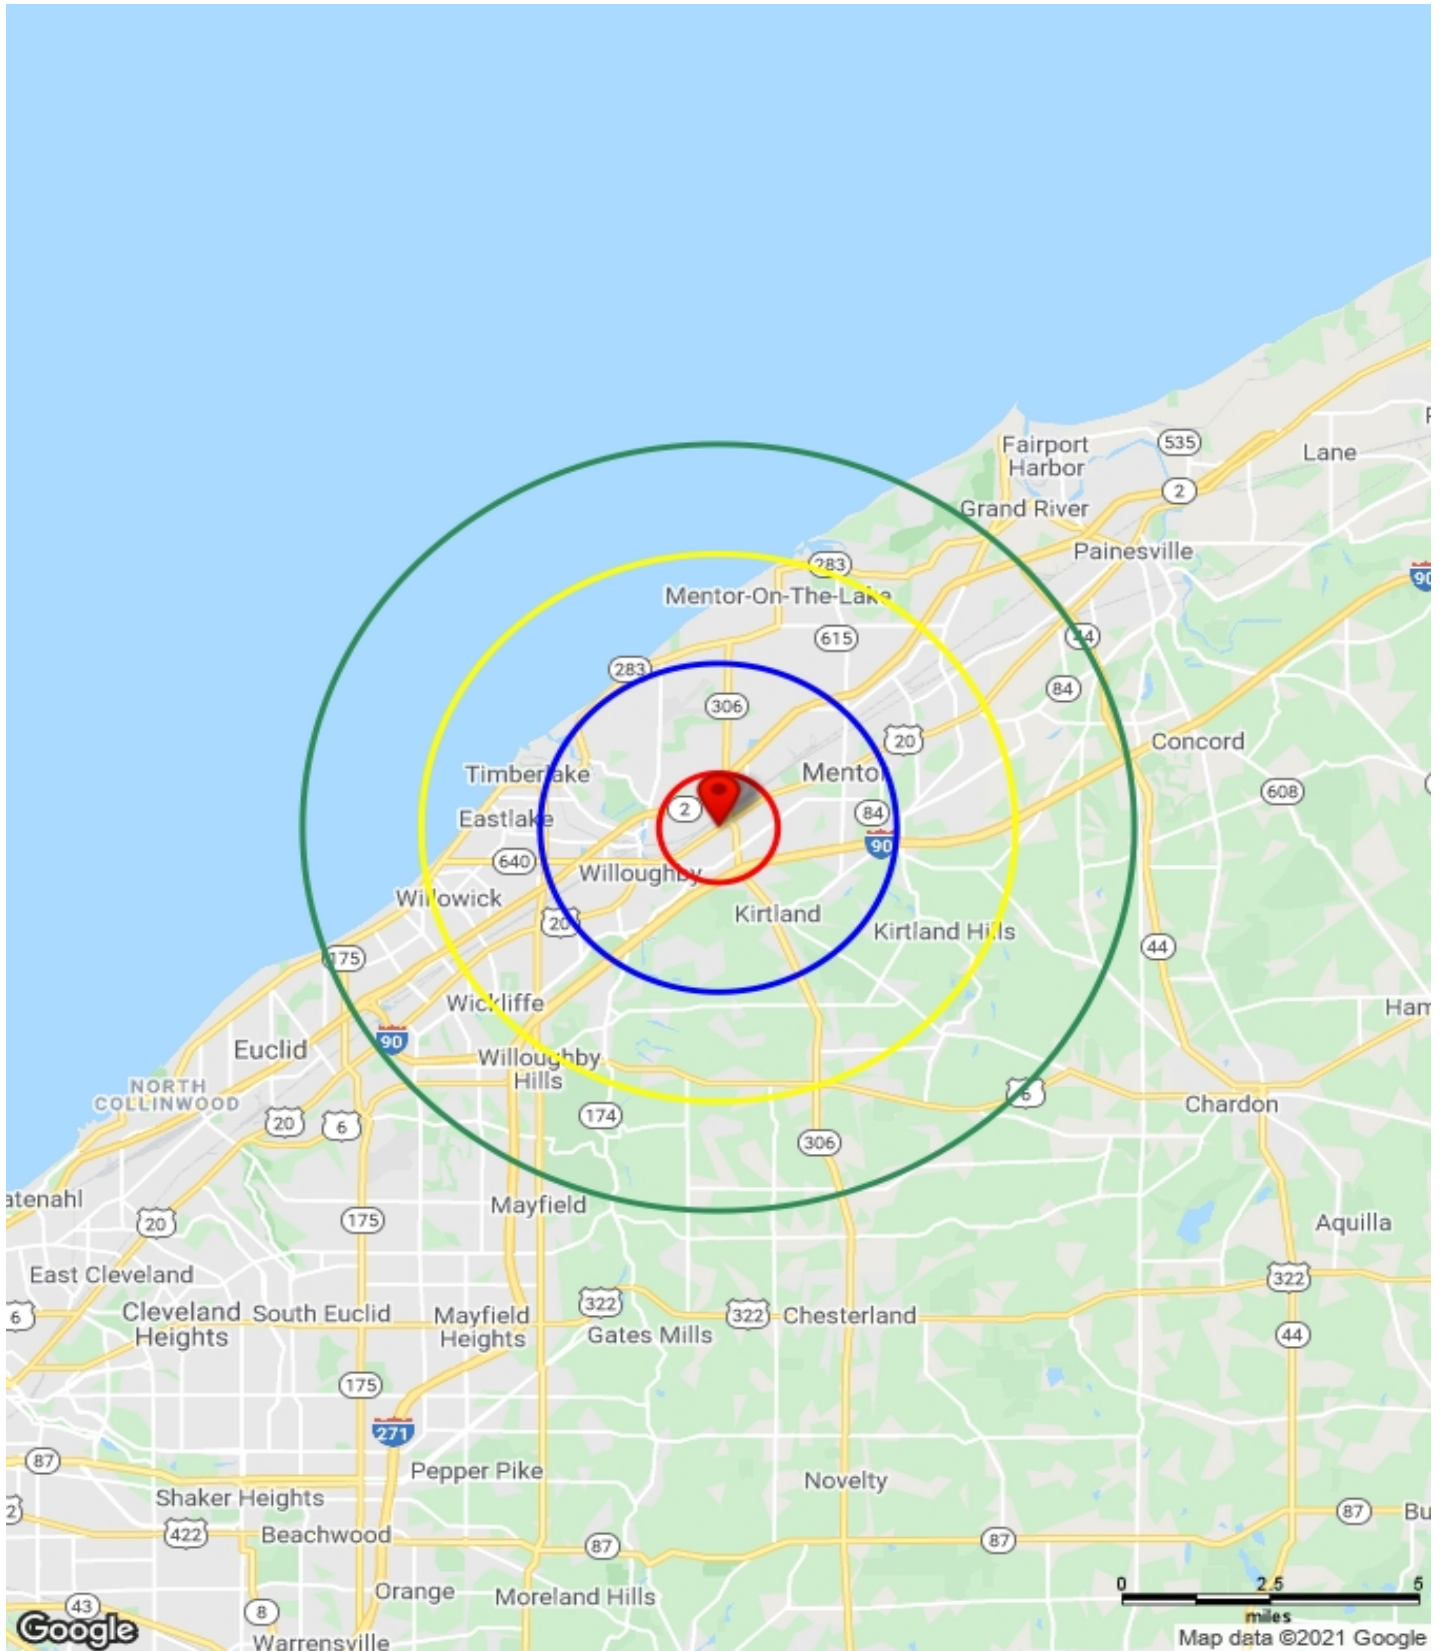 Fairport
Harbor
535
Lane
2
Grand River
Painesville
90
283
Mentor-On-The-Lake
615
44
283
84
306
20
Concord
Timberlake
Mentor
608
2
84
Eastlake
90
640
Willoughby
Willowick
Kirtland
20
Kirtland Hills
44
175
Wickliffe
Ham
90
Euclid
Willoughby
Hills
NORTH
COLLINWOOD
6
Chardon
20
6
174
306
atenahl
Mayfield
20
175
Aquilla
East Cleveland
322
6
Cleveland
Heights
South Euclid
Mayfield
Heights
322
322
Chesterland
Gates Mills
44
175
271
87
Pepper Pike
Novelty
Shaker Heights
2
87
Bu
422
Beachwood
87
87
Orange
Moreland Hills
0 2.5 5
miles
43
8
Google
Warrensville
Map data ©2021 Google